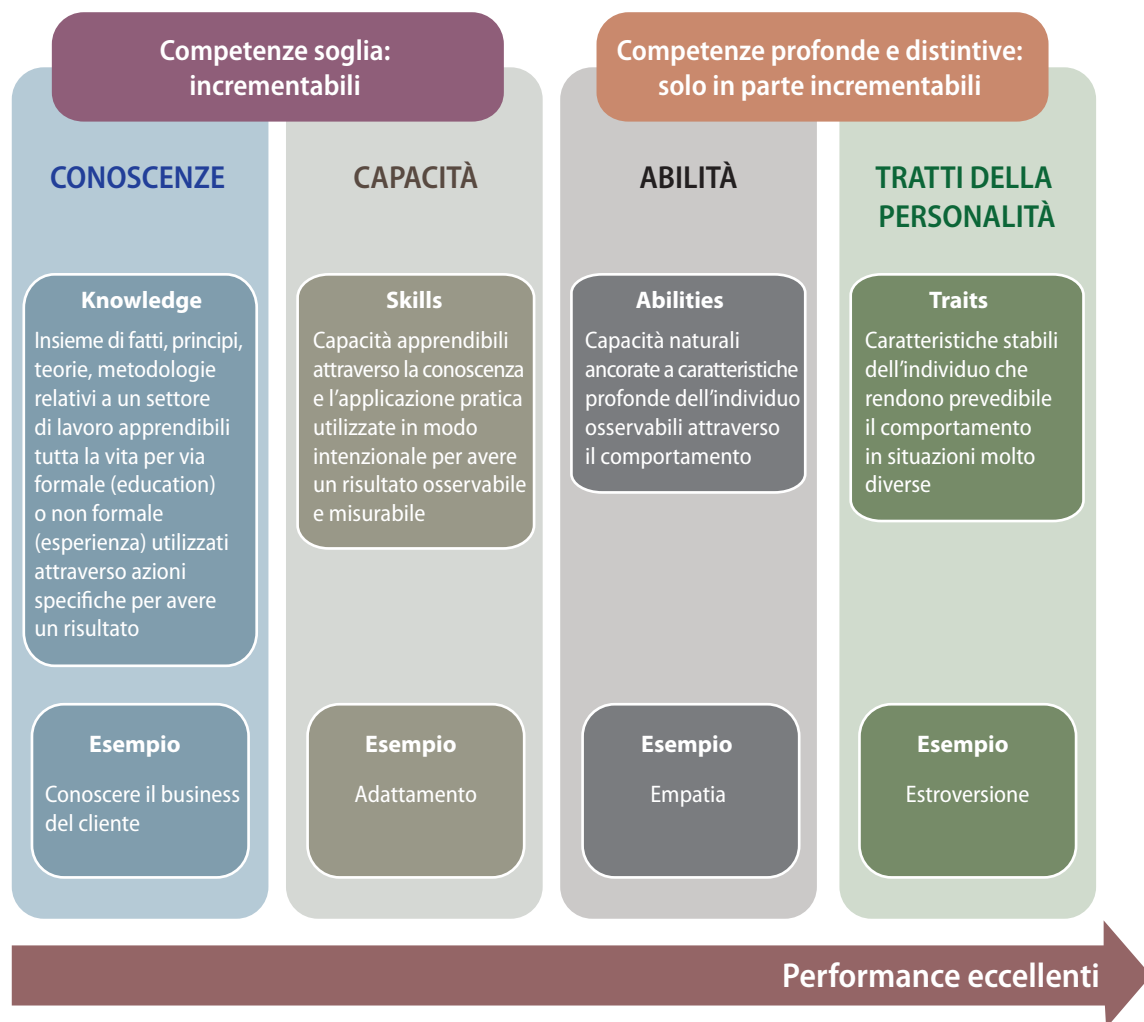 Competenze soglia:
incrementabili
Competenze profonde e distintive:
solo in parte incrementabili
CONOSCENZE
CAPACITÀ
ABILITÀ
TRATTI DELLA
PERSONALITÀ
Knowledge
Insieme di fatti, principi,
teorie, metodologie
relativi a un settore
di lavoro apprendibili
tutta la vita per via
formale (education)
o non formale
(esperienza) utilizzati
attraverso azioni
specifiche per avere
un risultato
Skills
Capacità apprendibili
attraverso la conoscenza
e l'applicazione pratica
utilizzate in modo
intenzionale per avere
un risultato osservabile
e misurabile
Abilities
Capacità naturali
ancorate a caratteristiche
profonde dell'individuo
osservabili attraverso
il comportamento
Traits
Caratteristiche stabili
dell'individuo che
rendono prevedibile
il comportamento
in situazioni molto
diverse
Esempio
Conoscere il business
del cliente
Esempio
Adattamento
Esempio
Empatia
Esempio
Estroversione
Performance eccellenti